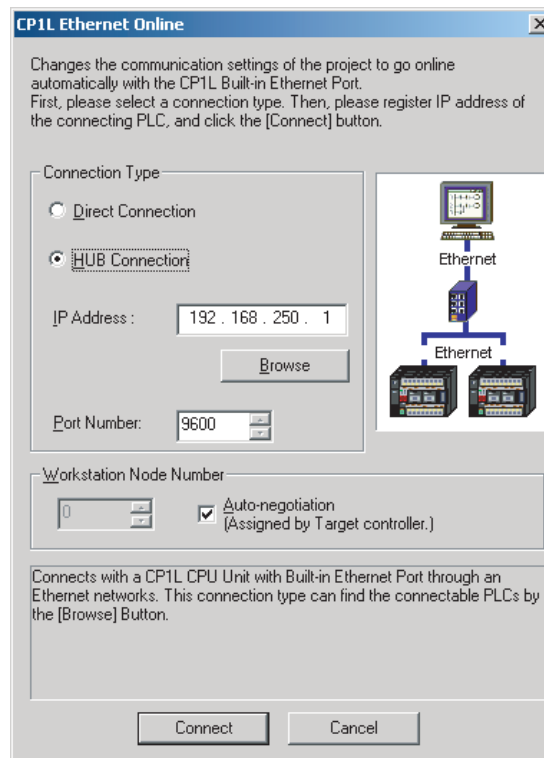 CP1L Ethernet Online
Changes the communication settings of the project to go online
automatically with the CP1L Built-in Ethernet Port.
First, please select a connection type. Then, please register IP address of
the connecting PLC, and click the [Connect] button.
Connection Type
Direct Connection
HUB Connection
IP Address :
192 . 168 . 250 . 1
Browse
Port Number:
9600
Ethernet
Ethernet
Workstation Node Number
0
Auto-negotiation
(Assigned by Target controller.)
Connects with a CP1L CPU Unit with Built-in Ethernet Port through an
Ethernet networks. This connection type can find the connectable PLCs by
the [Browse] Button.
Connect
Cancel